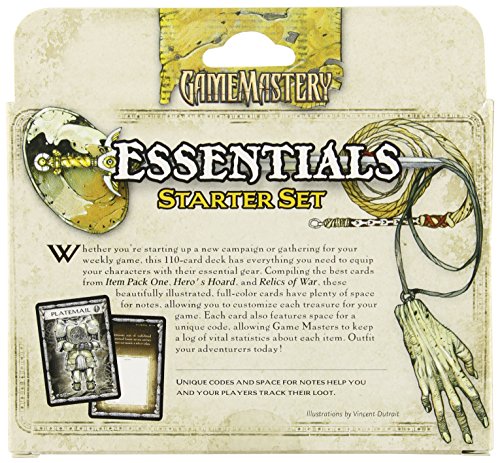 GAMEMASTERY
ESSENTIALS
STARTER SET
Whether you're starting up a new campaign or gathering for your
weekly game, this 110-card deck has everything you need to equip
your characters with their essential gear. Compiling the best cards
from Item Pack One, Hero's Hoard, and Relics of War, these
beautifully illustrated, full-color cards have plenty of space
for notes, allowing you to customize each treasure for your
game. Each card also features space for a
unique code, allowing Game Masters to keep
a log of vital statistics about each item. Outfit
your adventurers today!
PLATEMAIL
UNIQUE CODES AND SPACE FOR NOTES HELP YOU
AND YOUR PLAYERS TRACK THEIR LOOT.
Illustrations by Vincent Dutrait